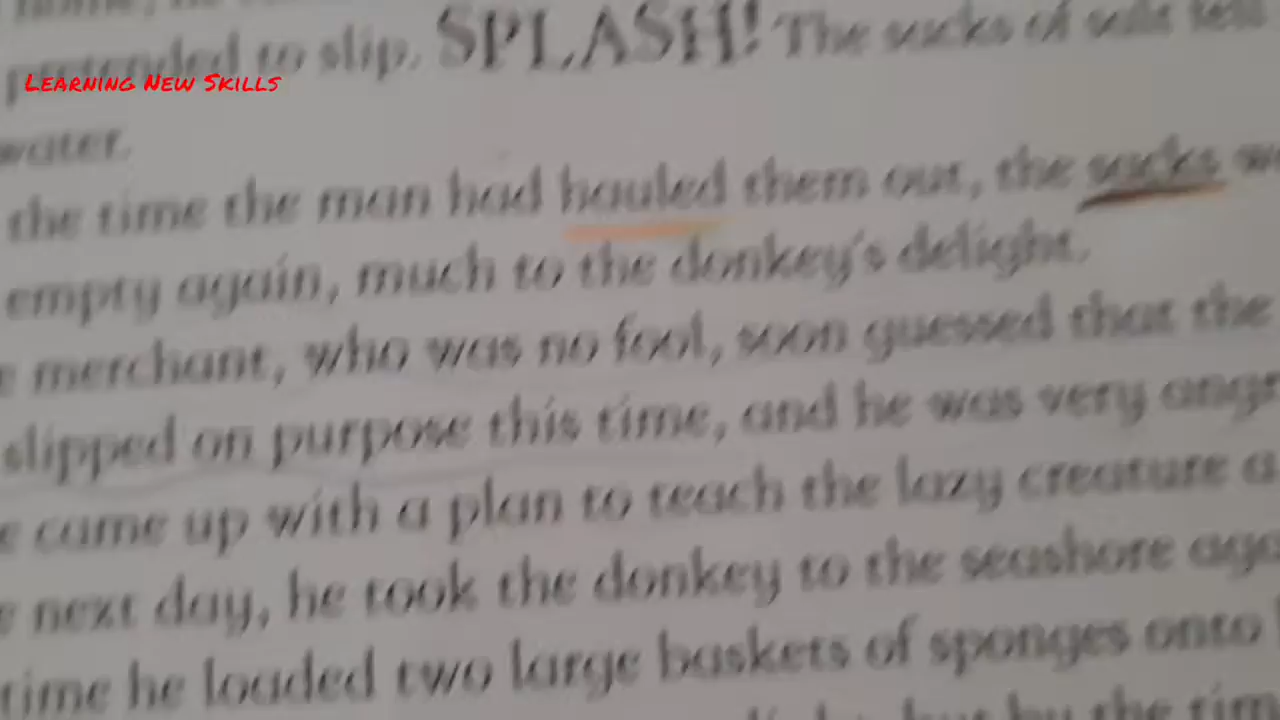 pretended to slip. SPLASH! The sacks of salt fell
Learning New Skills
water.
the time the man had hauled them out, the sacks
empty again, much to the donkey's delight.
merchant, who was no fool, soon guessed that the
slipped on purpose this time, and he was very
came up with a plan to teach the lazy creature a
next day, he took the donkey to the seashore
time he loaded two large baskets of sponges onto
but by the